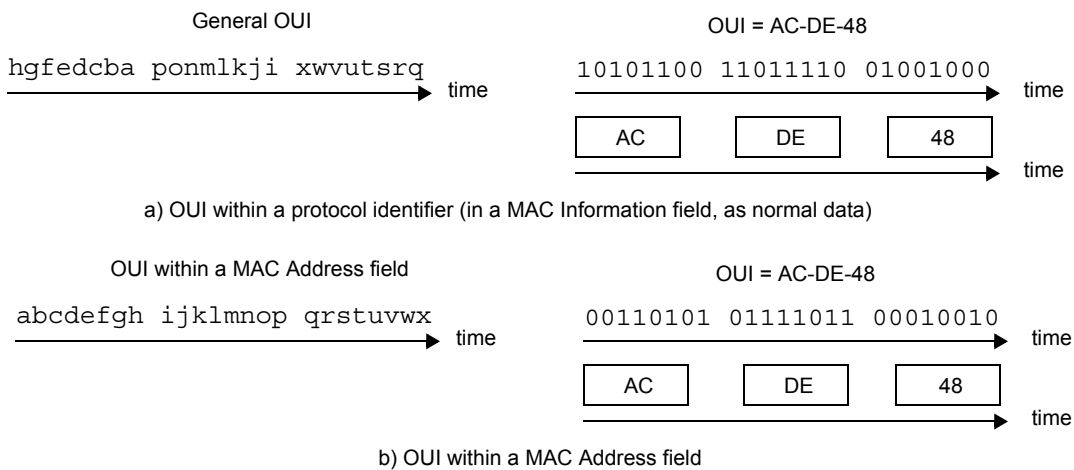 General OUI
OUI = AC-DE-48
hgfedcba ponmlkji xwvutsrq
time
10101100 11011110 01001000
time
AC DE 48
time
a) OUI within a protocol identifier (in a MAC Information field, as normal data)
OUI within a MAC Address field
OUI = AC-DE-48
abcdefgh ijklmnop qrstuvwx
time
00110101 01111011 00010010
time
AC DE 48
time
b) OUI within a MAC Address field